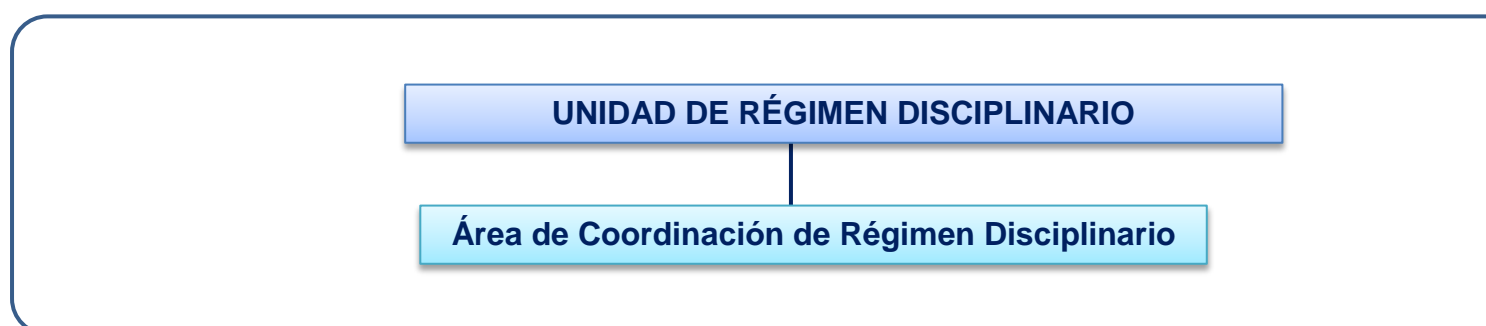 UNIDAD DE RÉGIMEN DISCIPLINARIO
Área de Coordinación de Régimen Disciplinario